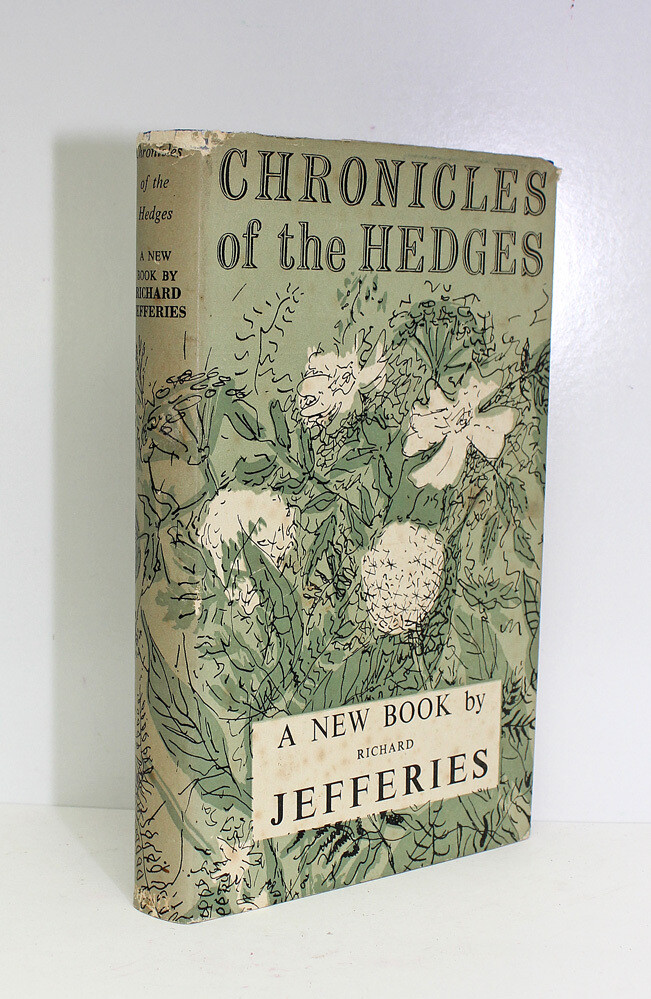 Chronicles
of the
Hedges
A NEW
BOOK BY
RICHARD
JEFFERIES
CHRONICLES
of the HEDGES
A NEW BOOK by
RICHARD
JEFFERIES